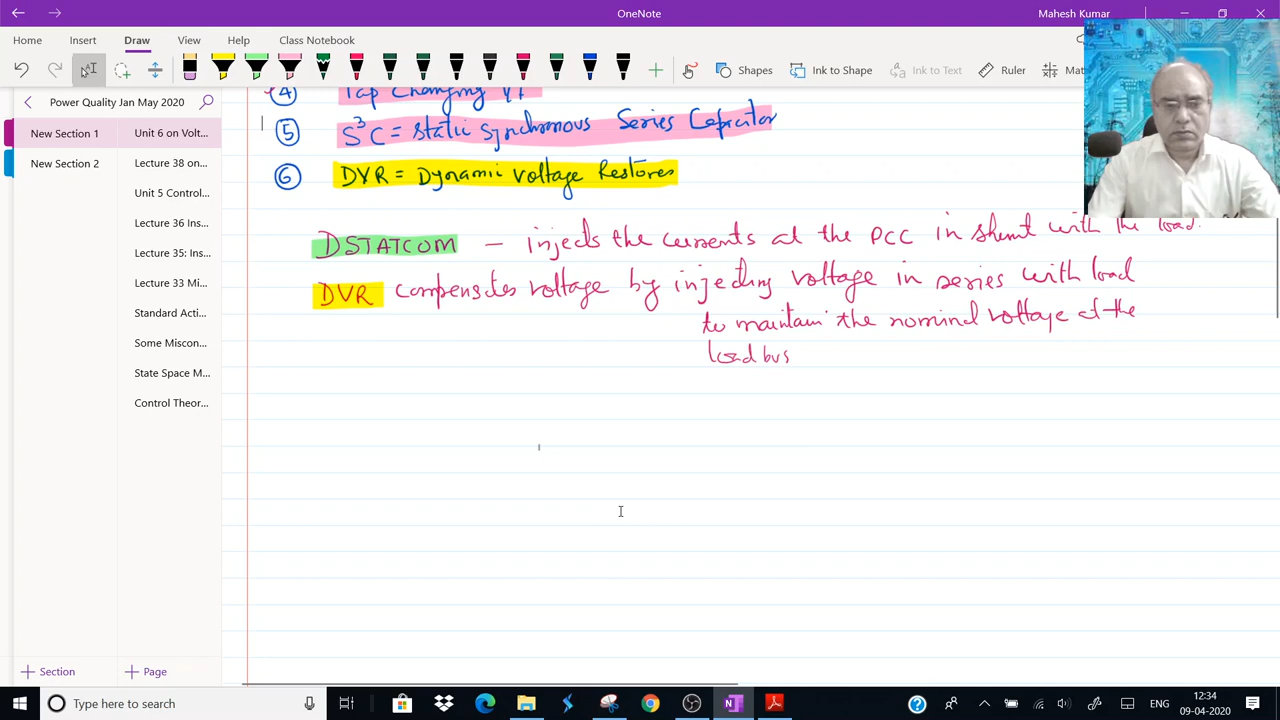 OneNote
Mahesh Kumar
Home Insert Draw View Help Class Notebook
Shapes Ink to Shape Ink to Text Ruler
Power Quality Jan May 2020
New Section 1
New Section 2
Unit 6 on Volt...
Lecture 38 on...
Unit 5 Control...
Lecture 36 Ins...
Lecture 35: Ins...
Lecture 33 Mi...
Standard Acti...
Some Miscon...
State Space M...
Control Theor...
④ Tap Changing
⑤ S³C = Static Synchronous Series Capacitor
⑥ DVR = Dynamic Voltage Restores
DSTATCOM – injects the currents at the PCC in shunt with the load.
DVR compensates voltage by injecting voltage in series with load
to maintain the nominal voltage at the
load bus
+ Section
+ Page
Type here to search
ENG
12:34
09-04-2020